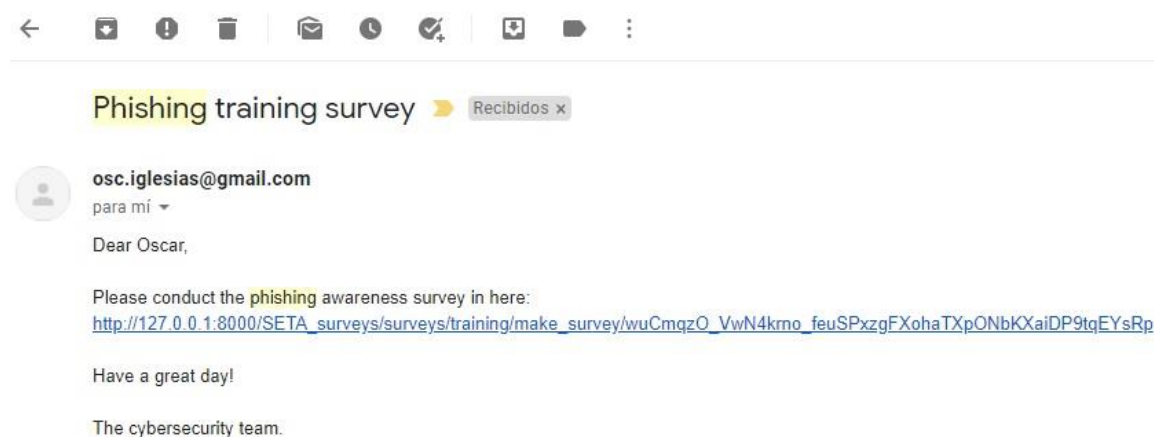 Phishing training survey Recibidos x
osc.iglesias@gmail.com
para mí
Dear Oscar,
Please conduct the phishing awareness survey in here:
http://127.0.0.1:8000/SETA_surveys/surveys/training/make_survey/wuCmqzO_VwN4krno_feuSPxzgFXohaTXpONbKXaiDP9tqEYsRp
Have a great day!
The cybersecurity team.